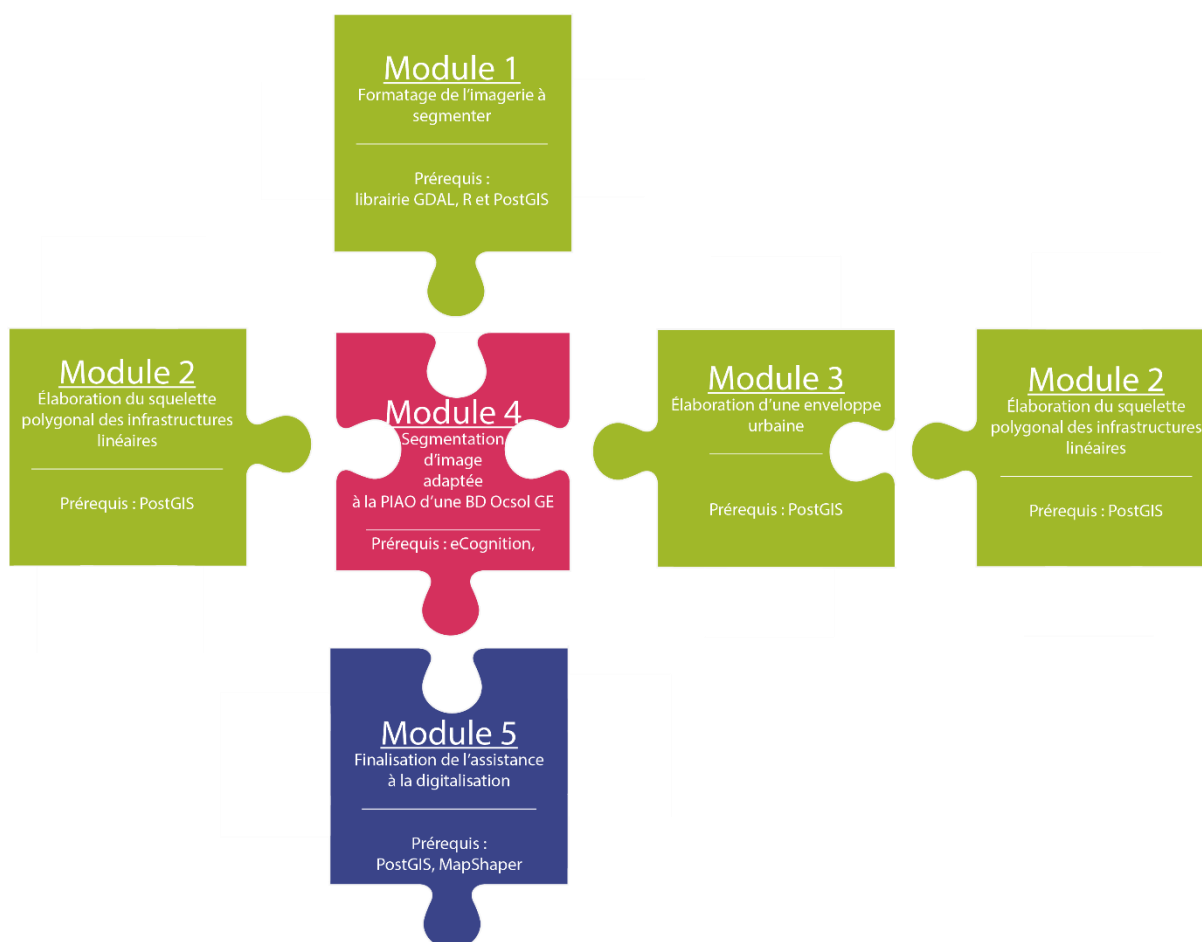 Module 1
Formatage de l'imagerie à
segmenter
Prérequis :
librairie GDAL, R et PostGIS
Module 2
Élaboration du squelette
polygonal des infrastructures
linéaires
Prérequis : PostGIS
Module 4
Segmentation
d'image
adaptée
à la PIAO d'une BD Ocsol GE
Prérequis : eCognition,
Module 3
Élaboration d'une enveloppe
urbaine
Prérequis : PostGIS
Module 2
Élaboration du squelette
polygonal des infrastructures
linéaires
Prérequis : PostGIS
Module 5
Finalisation de l'assistance
à la digitalisation
Prérequis :
PostGIS, MapShaper